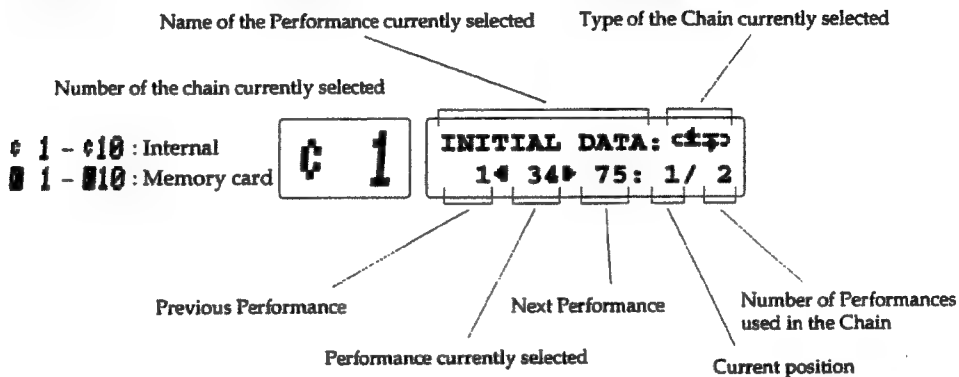 Name of the Performance currently selected
Type of the Chain currently selected
Number of the chain currently selected
¢ 1 - ¢10 : Internal
1 - 10 : Memory card
¢ 1
INITIAL DATA:
1◀ 34▶ 75: 1/ 2
Previous Performance
Next Performance
Number of Performances
used in the Chain
Performance currently selected
Current position